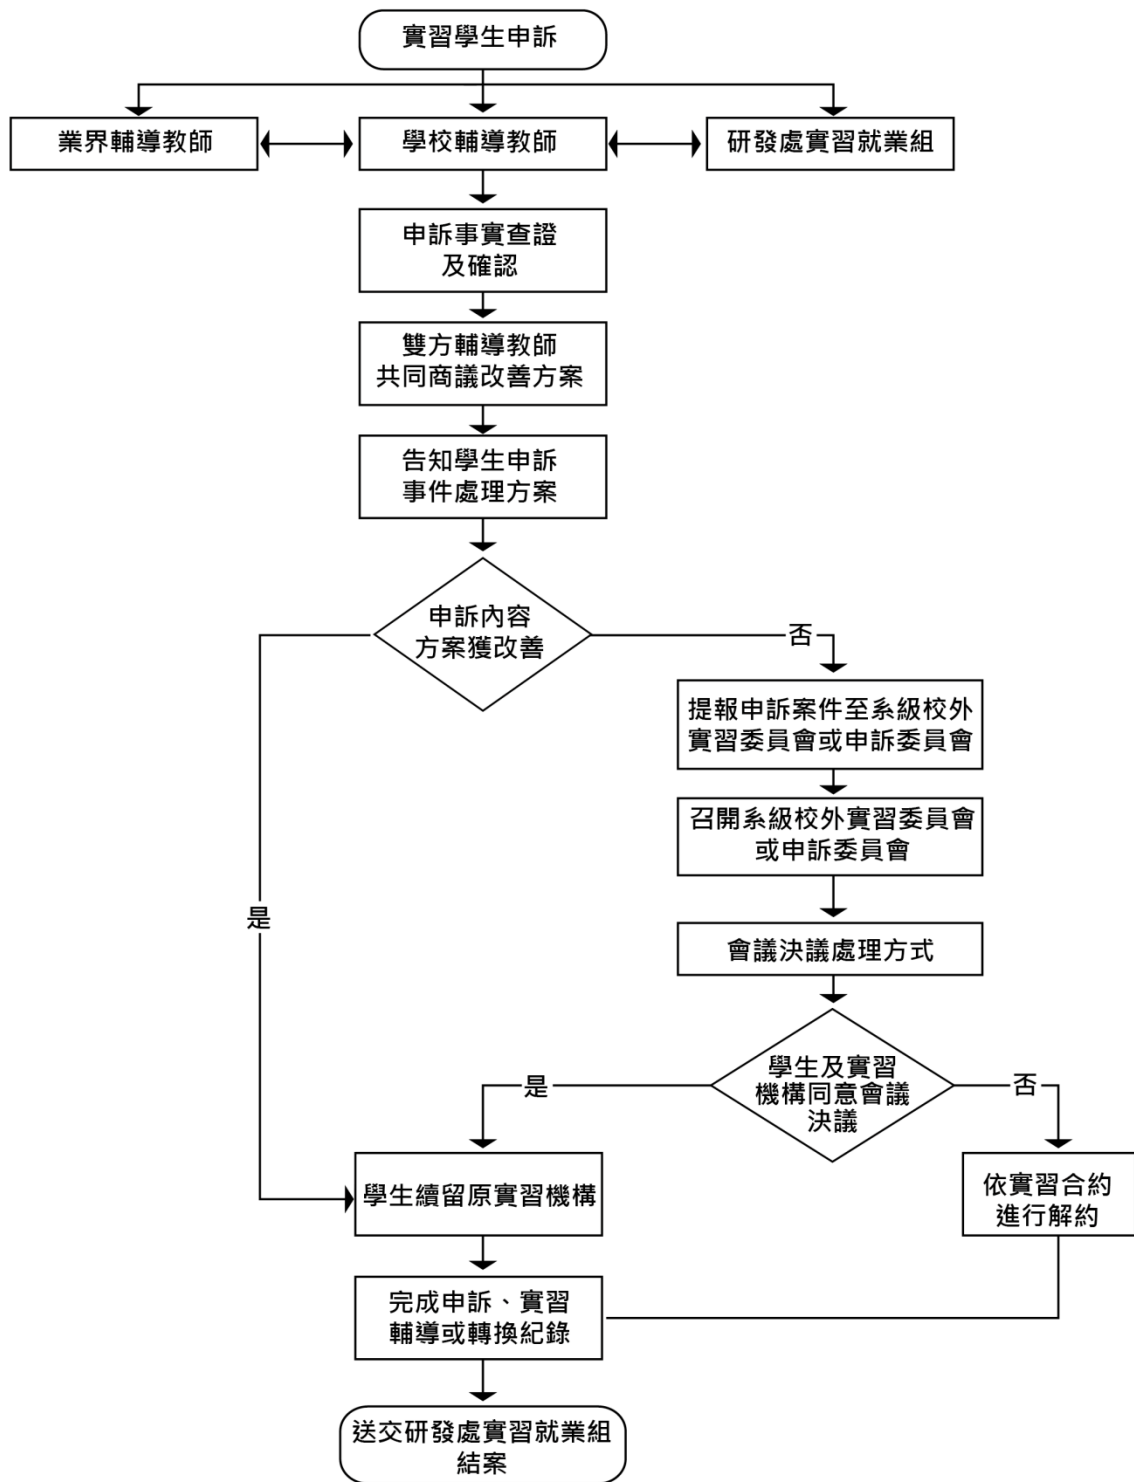 實習學生申訴
業界輔導教師
學校輔導教師
研發處實習就業組
申訴事實查證
及確認
雙方輔導教師
共同商議改善方案
告知學生申訴
事件處理方案
申訴內容
方案獲改善
否
提報申訴案件至系級校外
實習委員會或申訴委員會
召開系級校外實習委員會
或申訴委員會
是
會議決議處理方式
學生及實習
機構同意會議
決議
是
否
學生續留原實習機構
依實習合約
進行解約
完成申訴、實習
輔導或轉換紀錄
送交研發處實習就業組
結案